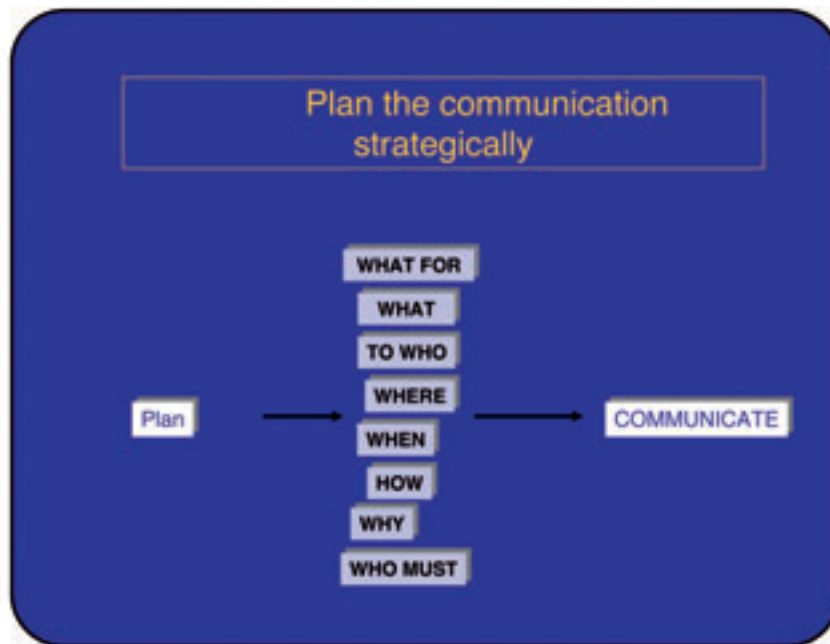 Plan the communication
strategically
WHAT FOR
WHAT
TO WHO
WHERE
Plan
COMMUNICATE
WHEN
HOW
WHY
WHO MUST